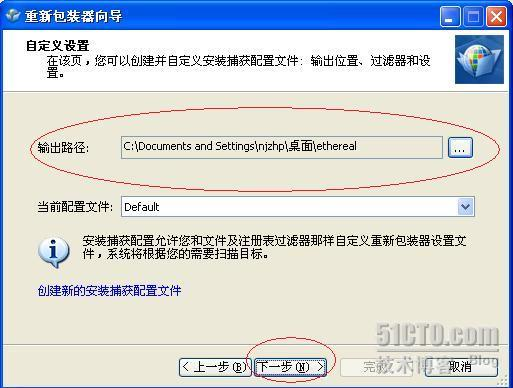 重新包装器向导
自定义设置
在该页，您可以创建并自定义安装捕获配置文件: 输出位置、过滤器和设
置。
输出路径:
C:\Documents and Settings\njzhp\桌面\ethereal
...
当前配置文件:
Default
安装捕获配置允许您和文件及注册表过滤器那样自定义重新包装器设置文
件，系统将根据您的需要扫描目标。
创建新的安装捕获配置文件
51CTO.com
技术博客 Blog
< 上一步(B)
下一步(N) >
完成
取消